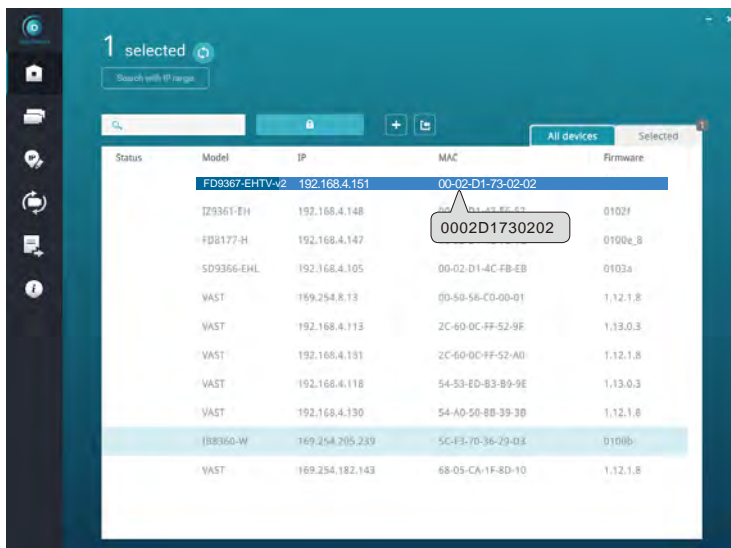 1 selected
Search with IP range
All devices Selected 1
Status Model IP MAC Firmware
FD9367-EHTV-v2 192.168.4.151 00-02-D1-73-02-02
IZ9361-EH 192.168.4.148 0102f
0002D1730202
FD8177-H 192.168.4.147 0100e_8
SD9366-EHL 192.168.4.105 00-02-D1-4C-FB-EB 0103a
VAST 169.254.8.13 00-50-56-C0-00-01 1.12.1.8
VAST 192.168.4.113 2C-60-0C-FF-52-9F 1.13.0.3
VAST 192.168.4.131 2C-60-0C-FF-52-A0 1.12.1.8
VAST 192.168.4.118 54-53-ED-B3-B9-9E 1.13.0.3
VAST 192.168.4.130 54-A0-50-8B-39-3B 1.12.1.8
IB8360-W 169.254.205.239 5C-F3-70-36-29-D3 0100b
VAST 169.254.182.143 68-05-CA-1F-8D-10 1.12.1.8